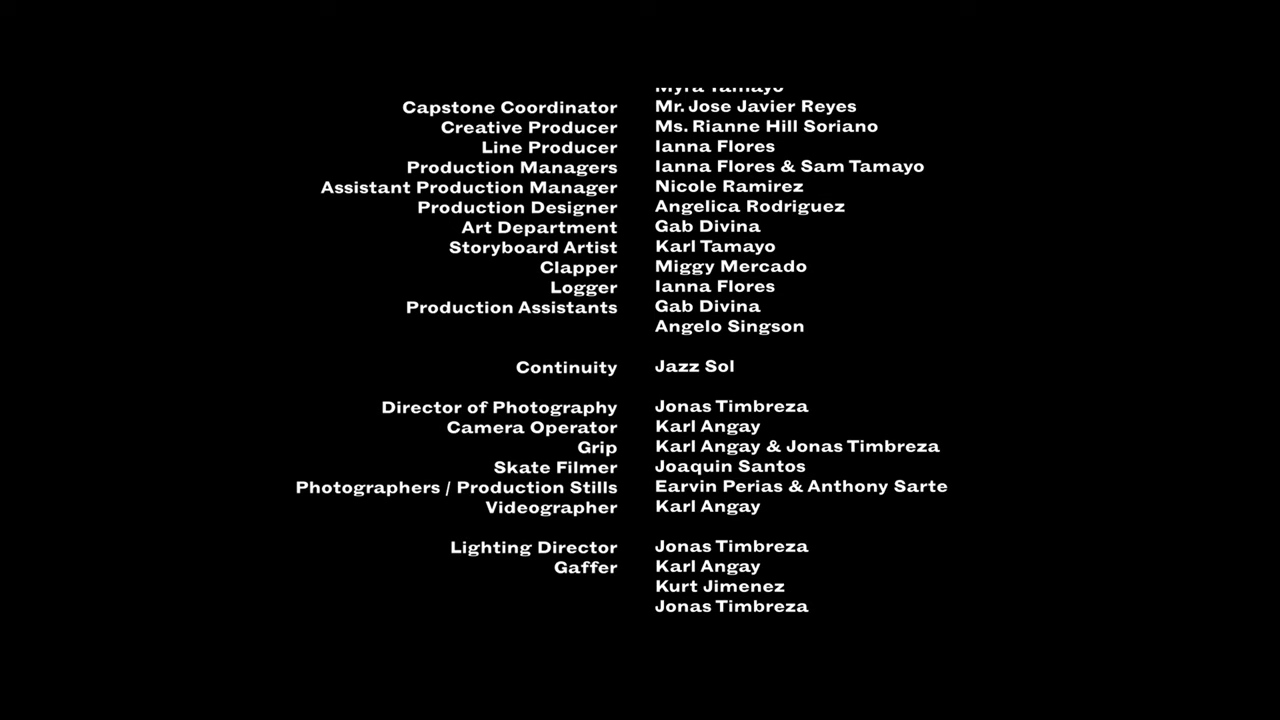 Myra Tamayo
Capstone Coordinator Mr. Jose Javier Reyes
Creative Producer Ms. Rianne Hill Soriano
Line Producer Ianna Flores
Production Managers Ianna Flores & Sam Tamayo
Assistant Production Manager Nicole Ramirez
Production Designer Angelica Rodriguez
Art Department Gab Divina
Storyboard Artist Karl Tamayo
Clapper Miggy Mercado
Logger Ianna Flores
Production Assistants Gab Divina
Angelo Singson
Continuity Jazz Sol
Director of Photography Jonas Timbreza
Camera Operator Karl Angay
Grip Karl Angay & Jonas Timbreza
Skate Filmer Joaquin Santos
Photographers / Production Stills Earvin Perias & Anthony Sarte
Videographer Karl Angay
Lighting Director Jonas Timbreza
Gaffer Karl Angay
Kurt Jimenez
Jonas Timbreza